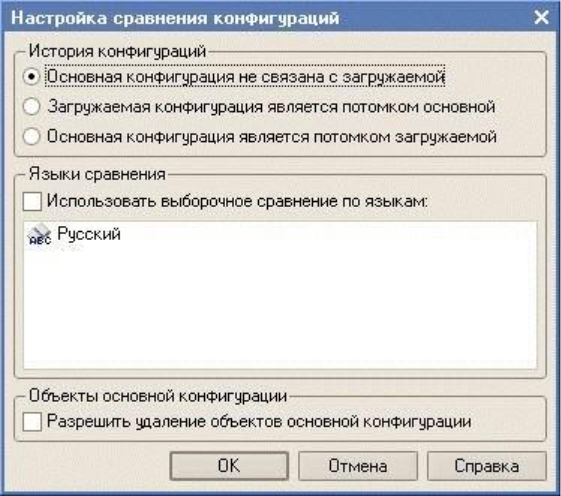 Настройка сравнения конфигураций
История конфигураций
Основная конфигурация не связана с загружаемой
Загружаемая конфигурация является потомком основной
Основная конфигурация является потомком загружаемой
Языки сравнения
Использовать выборочное сравнение по языкам:
ABC Русский
Объекты основной конфигурации
Разрешить удаление объектов основной конфигурации
OK Отмена Справка